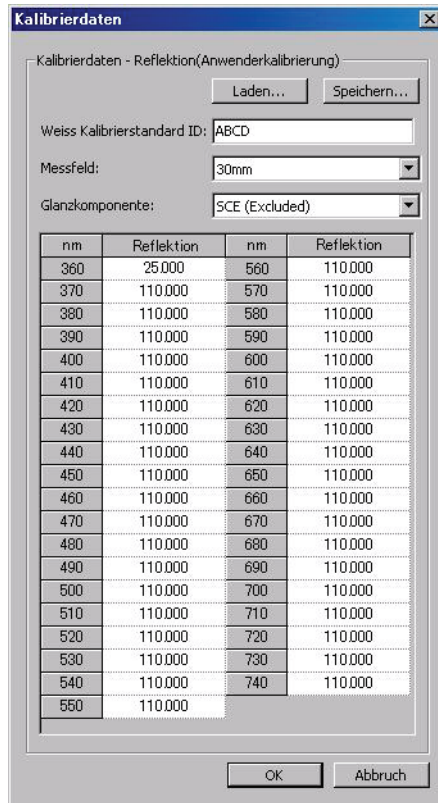 Kalibrierdaten
Kalibrierdaten - Reflektion(Anwenderkalibrierung)
Laden... Speichern...
Weiss Kalibrierstandard ID: ABCD
Messfeld: 30mm
Glanzkomponente: SCE (Excluded)
nm Reflektion nm Reflektion
360 25.000 560 110.000
370 110.000 570 110.000
380 110.000 580 110.000
390 110.000 590 110.000
400 110.000 600 110.000
410 110.000 610 110.000
420 110.000 620 110.000
430 110.000 630 110.000
440 110.000 640 110.000
450 110.000 650 110.000
460 110.000 660 110.000
470 110.000 670 110.000
480 110.000 680 110.000
490 110.000 690 110.000
500 110.000 700 110.000
510 110.000 710 110.000
520 110.000 720 110.000
530 110.000 730 110.000
540 110.000 740 110.000
550 110.000
OK Abbruch